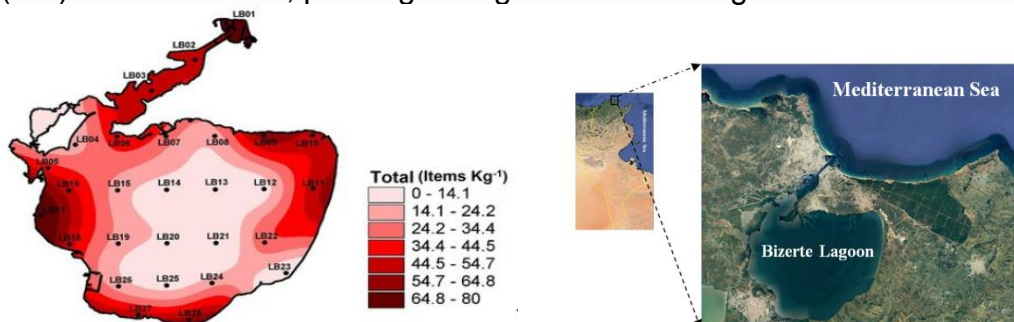 LB01
LB02
LB03
LB04
LB05
LB06
LB07
LB08
LB09
LB10
LB16
LB15
LB14
LB13
LB12
LB11
LB17
LB18
LB19
LB20
LB21
LB22
LB23
LB26
LB25
LB24
LB27
LB28
Total (Items Kg⁻¹)
0 - 14.1
14.1 - 24.2
24.2 - 34.4
34.4 - 44.5
44.5 - 54.7
54.7 - 64.8
64.8 - 80
Mediterranean Sea
Mediterranean Sea
Bizerte Lagoon